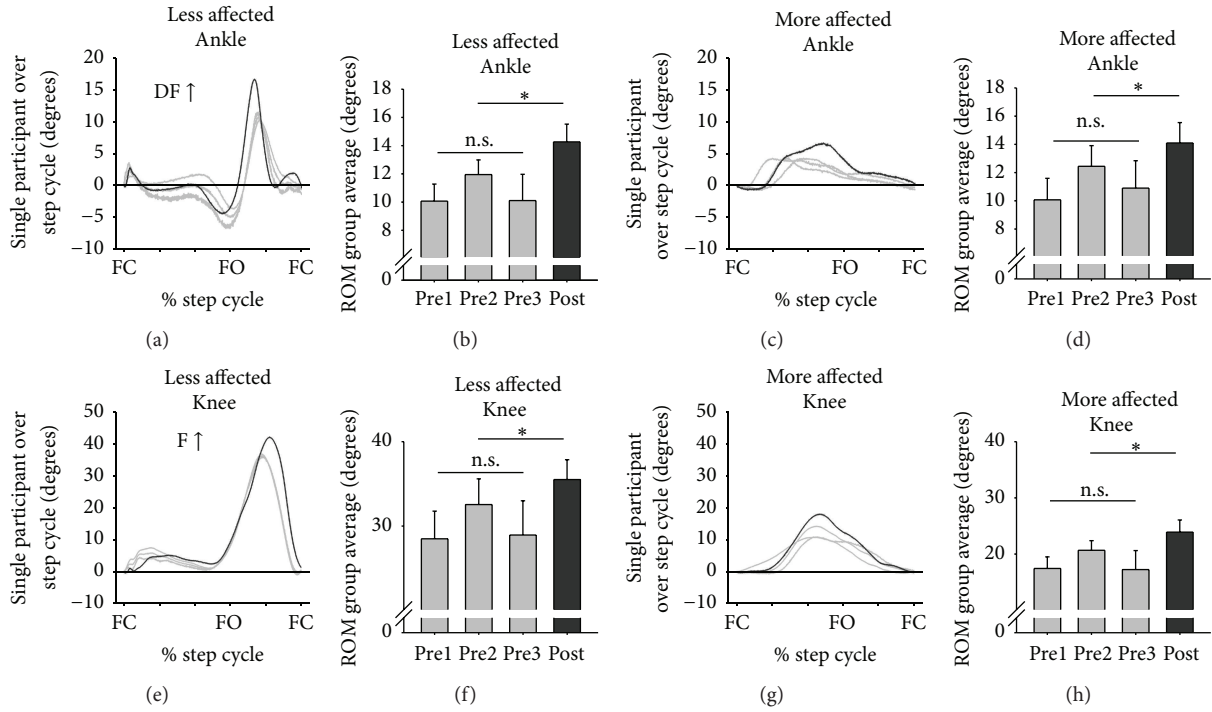 Less affected
Ankle
Single participant over
step cycle (degrees)
20
15
10
5
0
−5
−10
DF ↑
FC
FO
FC
% step cycle
(a)
Less affected
Ankle
ROM group average (degrees)
18
16
14
12
10
8
0
n.s.
*
Pre1 Pre2 Pre3 Post
(b)
More affected
Ankle
Single participant
over step cycle (degrees)
20
15
10
5
0
−5
−10
FC
FO
FC
% step cycle
(c)
More affected
Ankle
ROM group average (degrees)
18
16
14
12
10
8
0
n.s.
*
Pre1 Pre2 Pre3 Post
(d)
Less affected
Knee
Single participant over
step cycle (degrees)
50
40
30
20
10
0
−10
F ↑
FC
FO
FC
% step cycle
(e)
Less affected
Knee
ROM group average (degrees)
40
30
0
n.s.
*
Pre1 Pre2 Pre3 Post
(f)
More affected
Knee
Single participant
over step cycle (degrees)
50
40
30
20
10
0
−10
FC
FO
FC
% step cycle
(g)
More affected
Knee
ROM group average (degrees)
40
30
20
0
n.s.
*
Pre1 Pre2 Pre3 Post
(h)